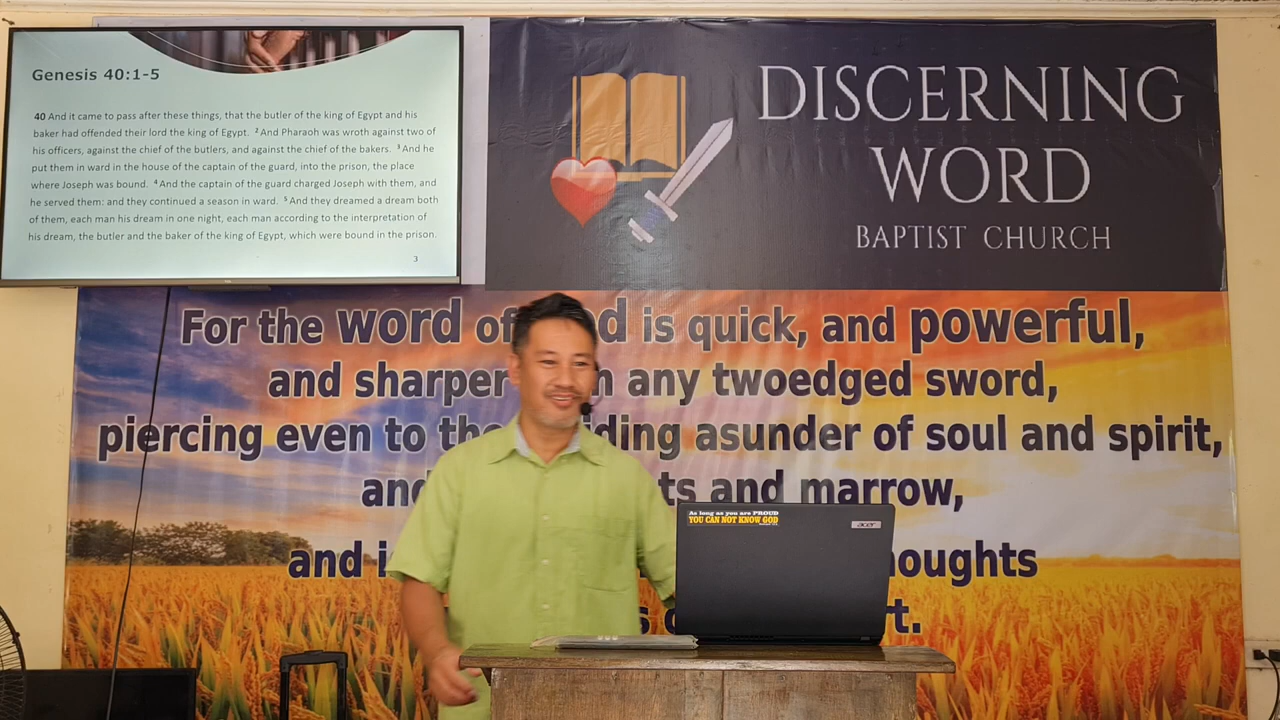 Genesis 40:1-5
40 And it came to pass after these things, that the butler of the king of Egypt and his
baker had offended their lord the king of Egypt. 2 And Pharaoh was wroth against two of
his officers, against the chief of the butlers, and against the chief of the bakers. 3 And he
put them in ward in the house of the captain of the guard, into the prison, the place
where Joseph was bound. 4 And the captain of the guard charged Joseph with them, and
he served them: and they continued a season in ward. 5 And they dreamed a dream both
of them, each man his dream in one night, each man according to the interpretation of
his dream, the butler and the baker of the king of Egypt, which were bound in the prison.
3
DISCERNING
WORD
BAPTIST CHURCH
For the word of God is quick, and powerful,
and sharper any twoedged sword,
piercing even to the asunder of soul and spirit,
and marrow,
and
As long as you are PROUD
YOU CAN NOT KNOW GOD
acer